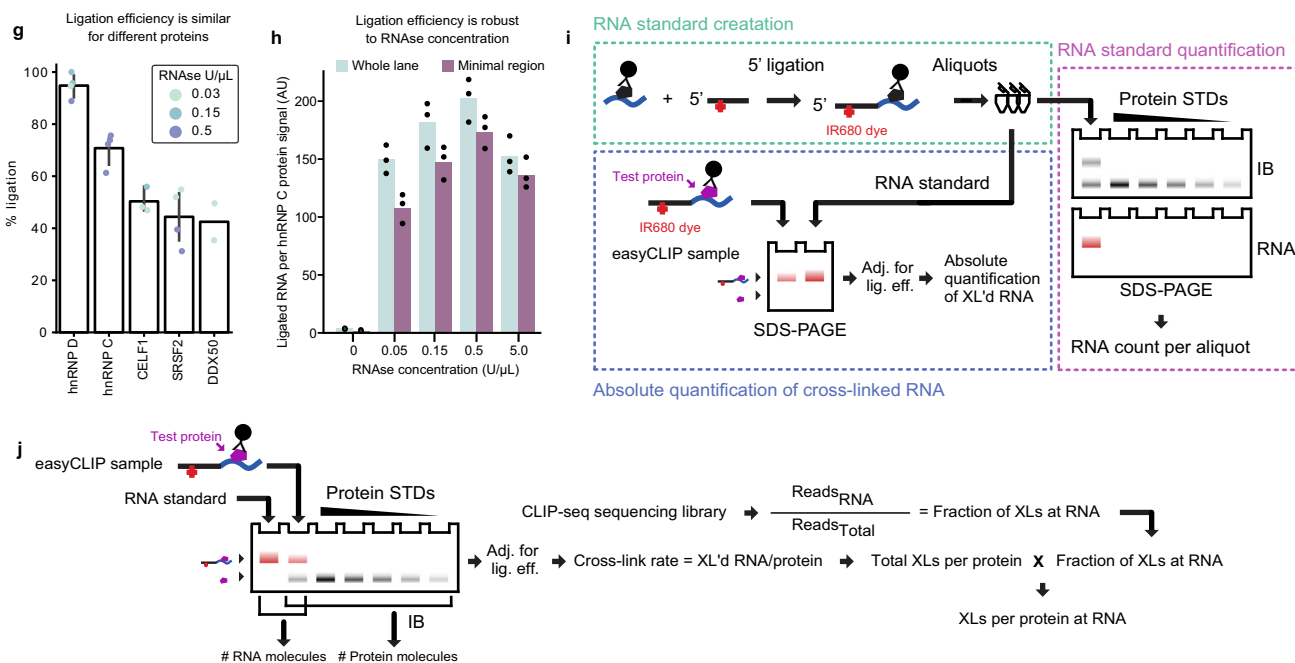 g
Ligation efficiency is similar
for different proteins
% ligation
100
80
60
40
20
0
RNAse U/µL
0.03
0.15
0.5
hnRNP D
hnRNP C
CELF1
SRSF2
DDX50
h
Ligation efficiency is robust
to RNAse concentration
Whole lane
Minimal region
Ligated RNA per hnRNP C protein signal (AU)
200
150
100
50
0
0
0.05
0.15
0.5
5.0
RNAse concentration (U/µL)
i
RNA standard creatation
5' ligation
Aliquots
+
5'
5'
IR680 dye
RNA standard quantification
Protein STDs
IB
RNA
SDS-PAGE
RNA count per aliquot
Test protein
RNA standard
IR680 dye
easyCLIP sample
SDS-PAGE
Adj. for
lig. eff.
Absolute
quantification
of XL'd RNA
Absolute quantification of cross-linked RNA
j
Test protein
easyCLIP sample
RNA standard
Protein STDs
IB
# RNA molecules
# Protein molecules
Adj. for
lig. eff.
CLIP-seq sequencing library
Reads RNA
Reads Total
= Fraction of XLs at RNA
Cross-link rate = XL'd RNA/protein
Total XLs per protein
X
Fraction of XLs at RNA
XLs per protein at RNA